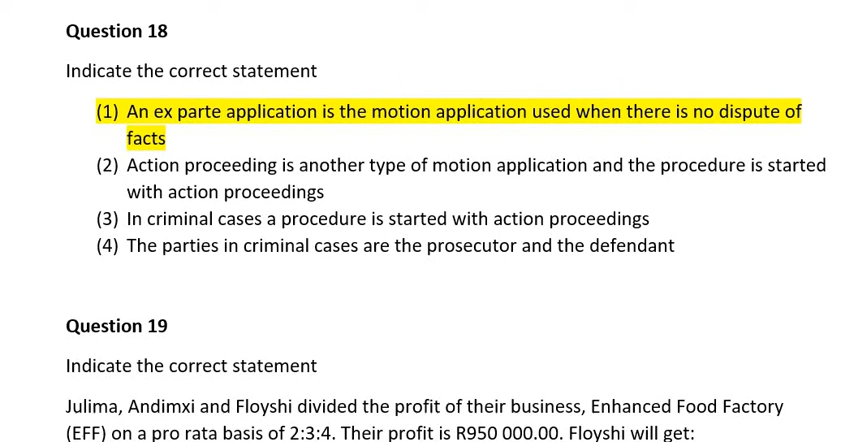 Question 18
Indicate the correct statement
(1) An ex parte application is the motion application used when there is no dispute of
facts
(2) Action proceeding is another type of motion application and the procedure is started
with action proceedings
(3) In criminal cases a procedure is started with action proceedings
(4) The parties in criminal cases are the prosecutor and the defendant
Question 19
Indicate the correct statement
Julima, Andimxi and Floyshi divided the profit of their business, Enhanced Food Factory
(EFF) on a pro rata basis of 2:3:4. Their profit is R950 000.00. Floyshi will get: